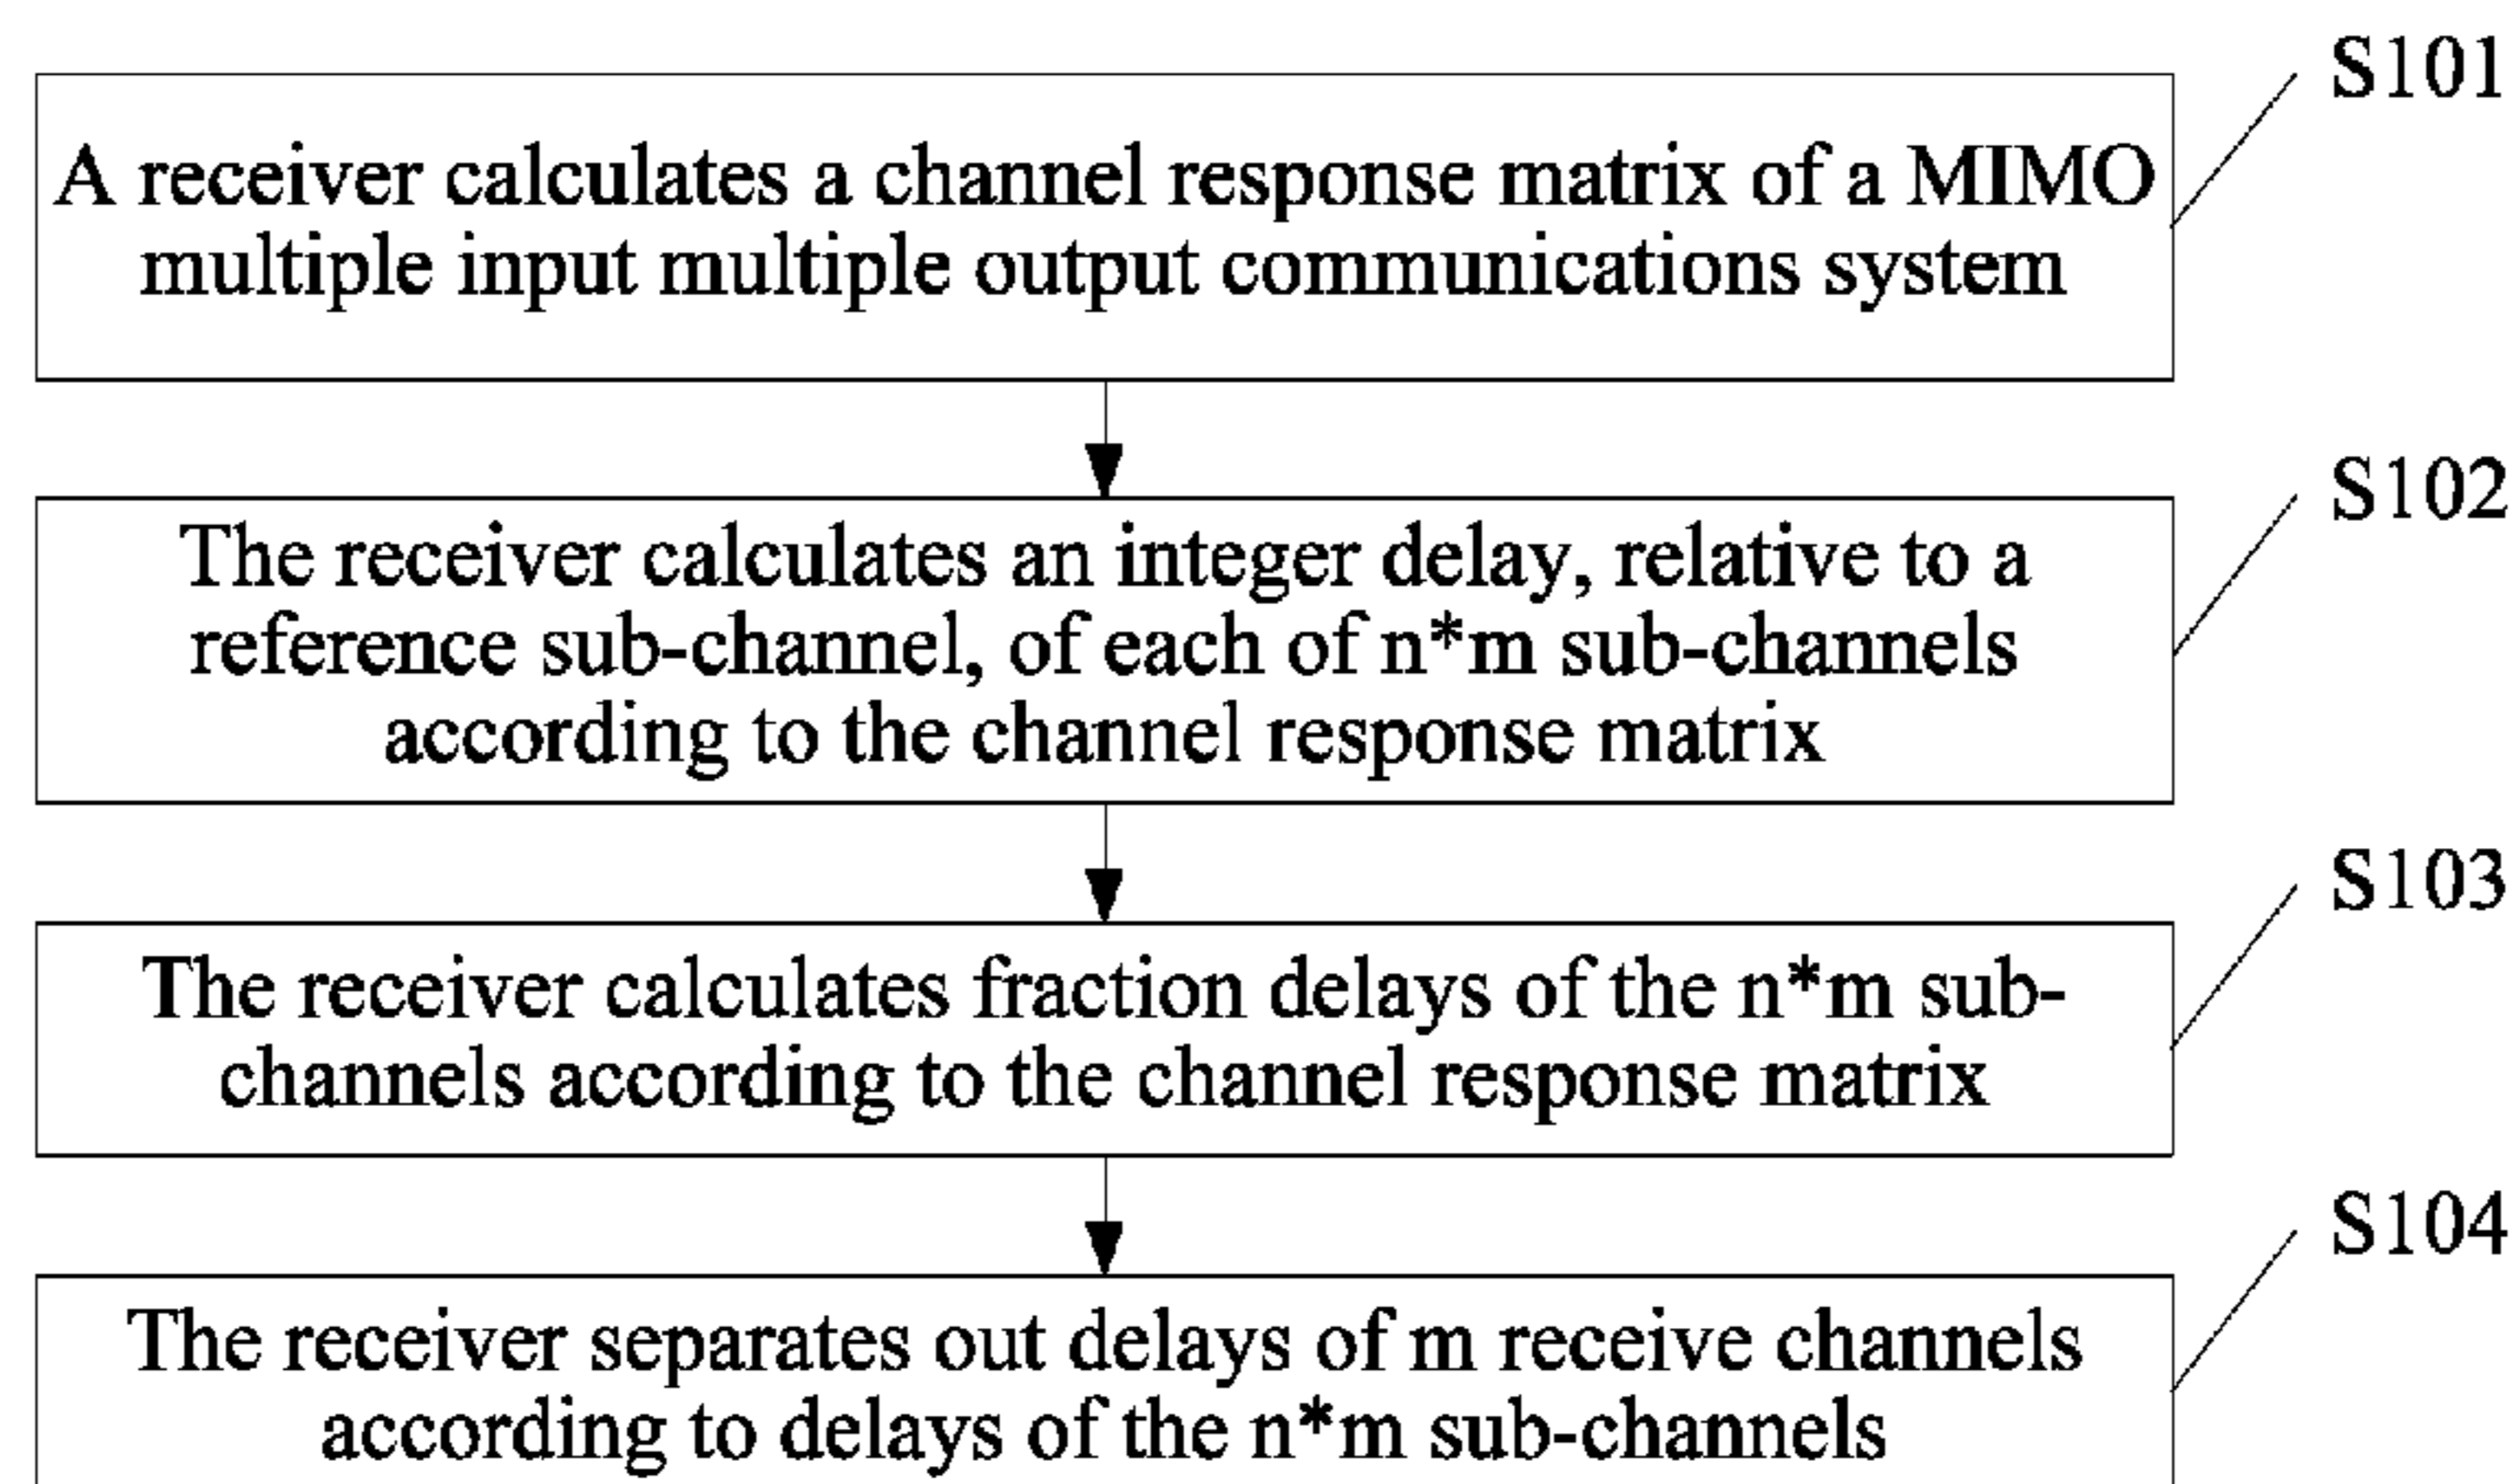 S101
A receiver calculates a channel response matrix of a MIMO
multiple input multiple output communications system
S102
The receiver calculates an integer delay, relative to a
reference sub-channel, of each of n*m sub-channels
according to the channel response matrix
S103
The receiver calculates fraction delays of the n*m sub-
channels according to the channel response matrix
S104
The receiver separates out delays of m receive channels
according to delays of the n*m sub-channels